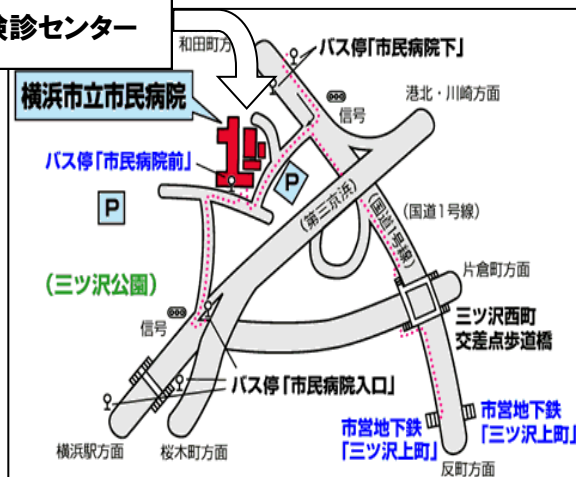 検診センター
和田町方
バス停「市民病院下」
横浜市立市民病院
信号
港北・川崎方面
バス停「市民病院前」
P
P
(第三京浜)
(国道1号線)
(国道1号線)
(三ツ沢公園)
片倉町方面
信号
三ツ沢西町
交差点歩道橋
バス停「市民病院入口」
市営地下鉄
「三ツ沢上町」
市営地下鉄
「三ツ沢上町」
横浜駅方面
桜木町方面
反町方面